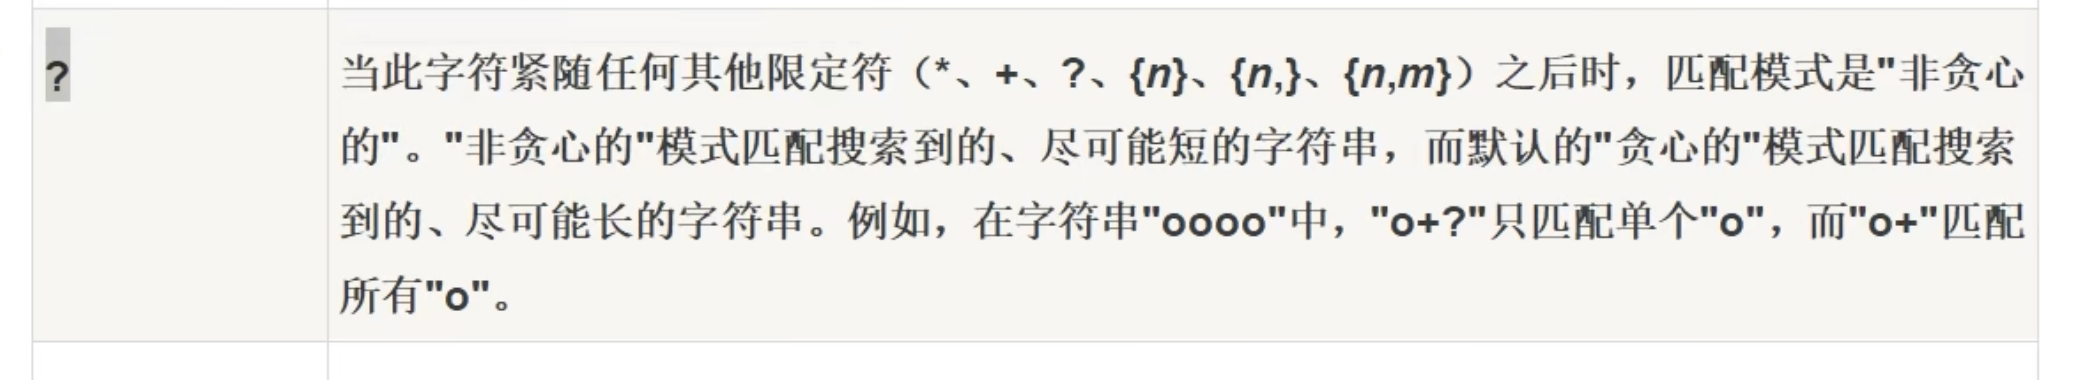 ?
当此字符紧随任何其他限定符（*、+、?、{n}、{n,}、{n,m}）之后时，匹配模式是"非贪心
的"。"非贪心的"模式匹配搜索到的、尽可能短的字符串，而默认的"贪心的"模式匹配搜索
到的、尽可能长的字符串。例如，在字符串"oooo"中，"o+?"只匹配单个"o"，而"o+"匹配
所有"o"。